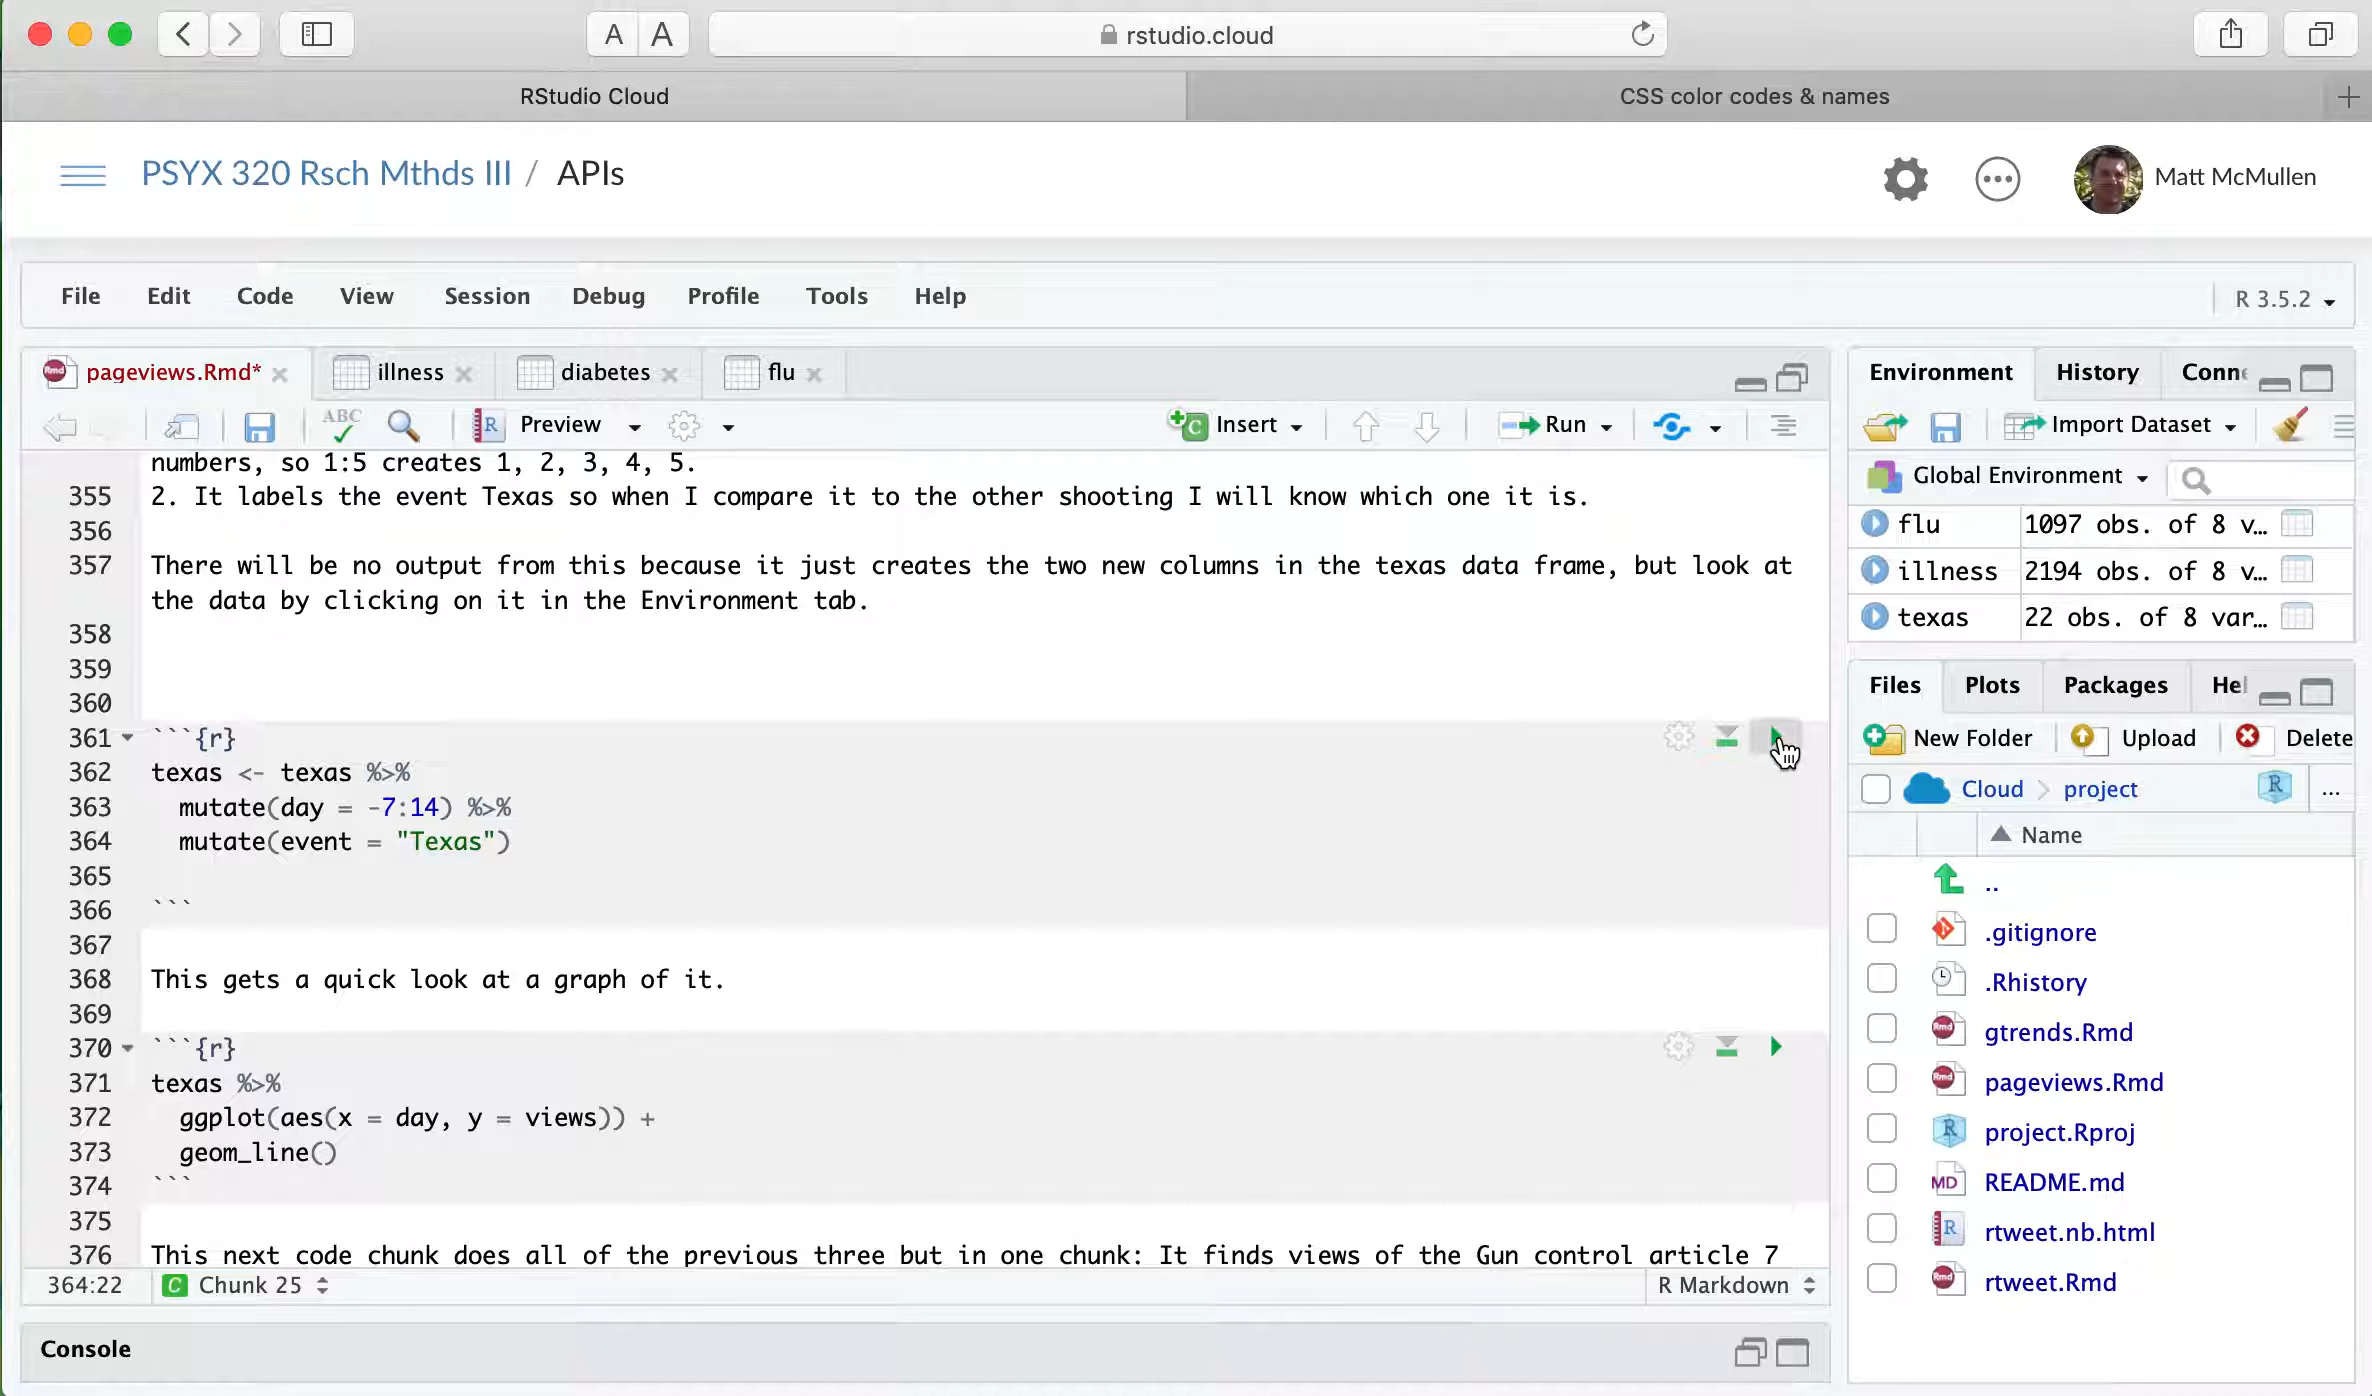 A A
rstudio.cloud
RStudio Cloud
CSS color codes & names
PSYX 320 Rsch Mthds III / APIs
Matt McMullen
File Edit Code View Session Debug Profile Tools Help
R 3.5.2
pageviews.Rmd*
illness
diabetes
flu
ABC
Preview
Insert
Run
numbers, so 1:5 creates 1, 2, 3, 4, 5.
355 2. It labels the event Texas so when I compare it to the other shooting I will know which one it is.
356
357 There will be no output from this because it just creates the two new columns in the texas data frame, but look at
the data by clicking on it in the Environment tab.
358
359
360
361 ```{r}
362 texas <- texas %>%
363 mutate(day = -7:14) %>%
364 mutate(event = "Texas")
365
366 ```
367
368 This gets a quick look at a graph of it.
369
370 ```{r}
371 texas %>%
372 ggplot(aes(x = day, y = views)) +
373 geom_line()
374 ```
375
376 This next code chunk does all of the previous three but in one chunk: It finds views of the Gun control article 7
364:22
C Chunk 25
R Markdown
Console
Environment History Conne
Import Dataset
Global Environment
flu 1097 obs. of 8 v…
illness 2194 obs. of 8 v…
texas 22 obs. of 8 var…
Files Plots Packages Hel
New Folder Upload Delete
Cloud project R ...
Name
..
.gitignore
.Rhistory
gtrends.Rmd
pageviews.Rmd
project.Rproj
README.md
rtweet.nb.html
rtweet.Rmd